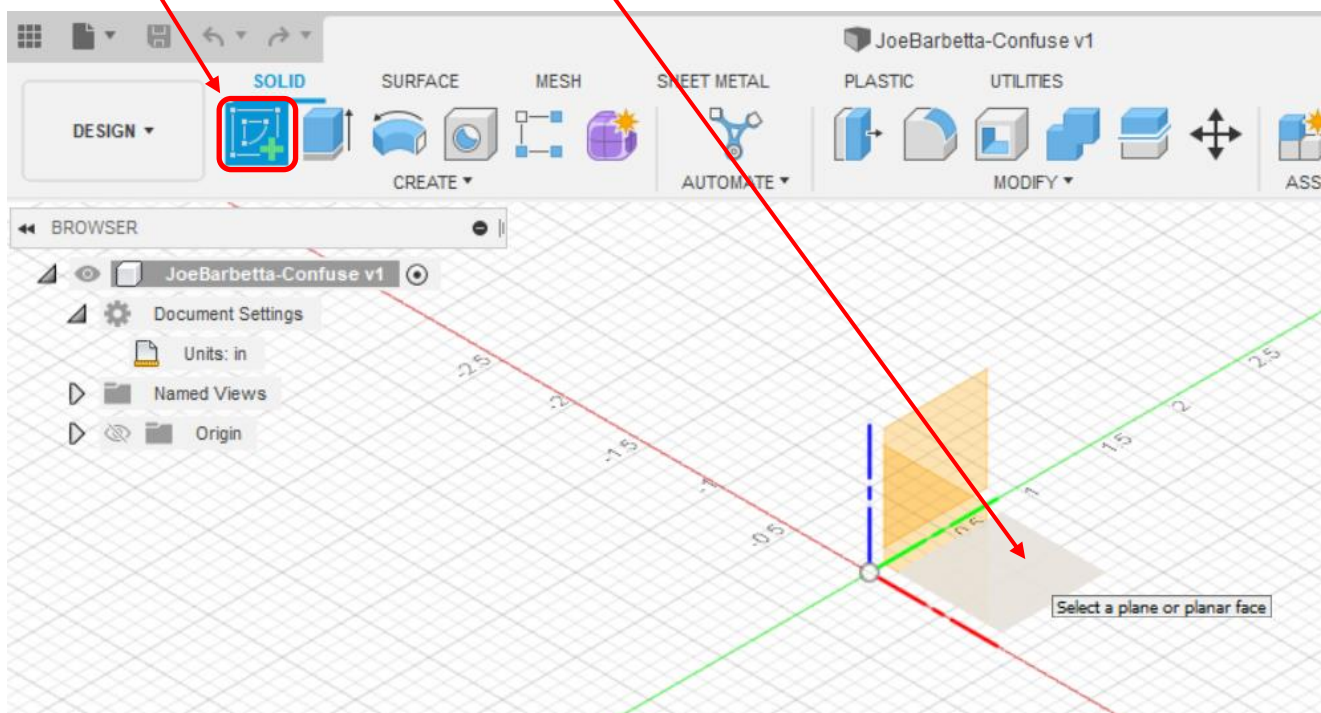 JoeBarbetta-Confuse v1
SOLID SURFACE MESH SHEET METAL PLASTIC UTILITIES
DESIGN
CREATE AUTOMATE MODIFY ASS
BROWSER
JoeBarbetta-Confuse v1
Document Settings
Units: in
Named Views
Origin
-2.5
-2
-1.5
-1
-0.5
0.5
1
1.5
2
2.5
Select a plane or planar face